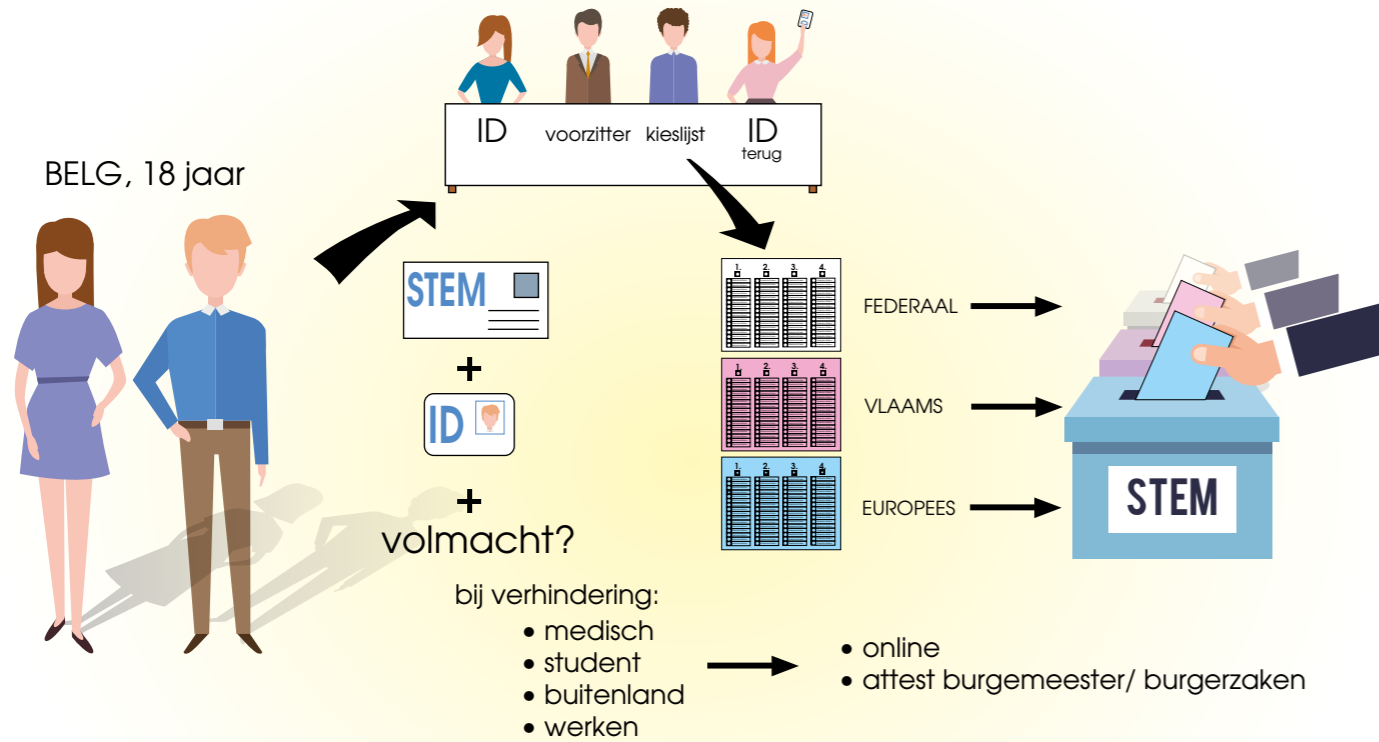 BELG, 18 jaar
ID
voorzitter
kieslijst
ID
terug
STEM
+
ID
+
volmacht?
bij verhindering:
• medisch
• student
• buitenland
• werken
• online
• attest burgemeester/ burgerzaken
1. 2. 3. 4.
FEDERAAL
1. 2. 3. 4.
VLAAMS
1. 2. 3. 4.
EUROPEES
STEM